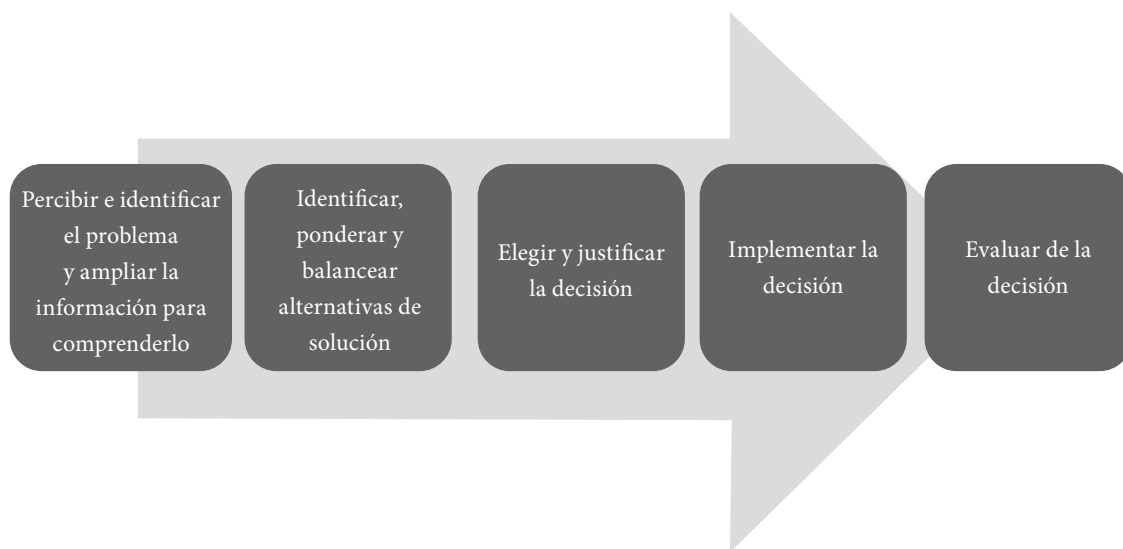 Percibir e identificar
el problema
y ampliar la
información para
comprenderlo
Identificar,
ponderar y
balancear
alternativas de
solución
Elegir y justificar
la decisión
Implementar la
decisión
Evaluar de la
decisión